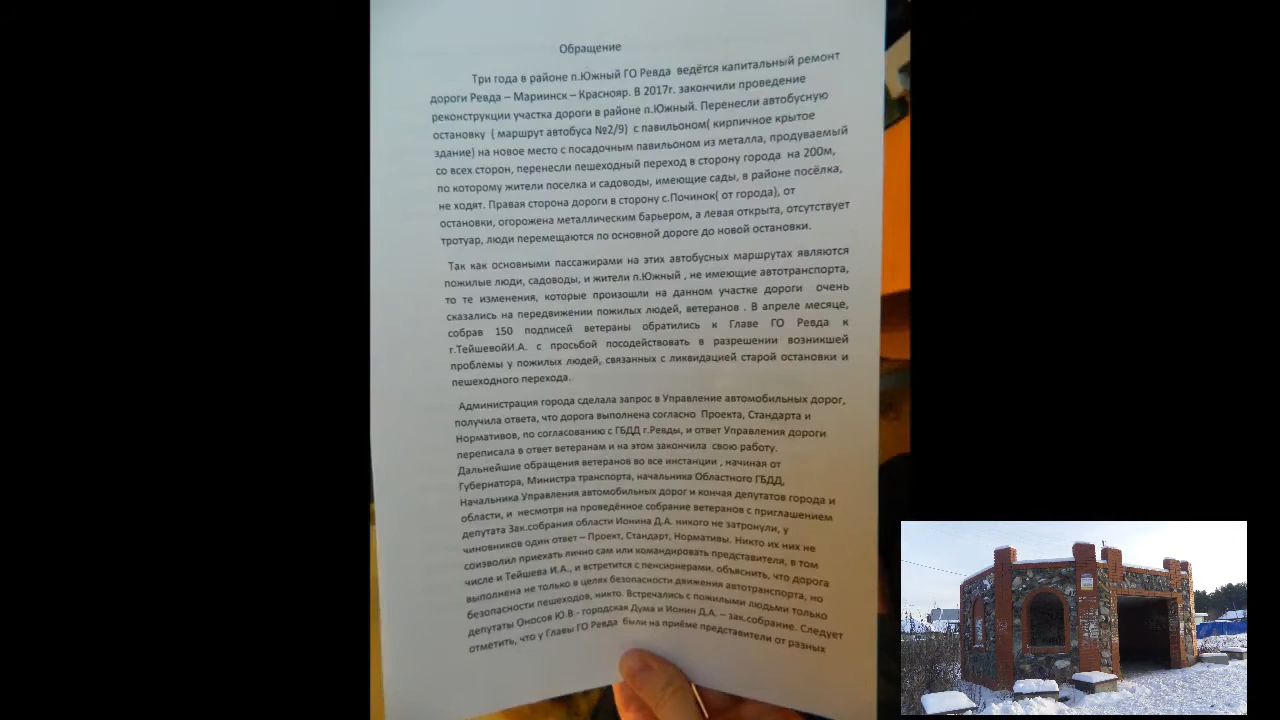 Обращение
Три года в районе п.Южный ГО Ревда ведётся капитальный ремонт
дороги Ревда – Мариинск – Краснояр. В 2017г. закончили проведение
реконструкции участка дороги в районе п.Южный. Перенесли автобусную
остановку ( маршрут автобуса №2/9) с павильоном( кирпичное крытое
здание) на новое место с посадочным павильоном из металла, продуваемый
со всех сторон, перенесли пешеходный переход в сторону города на 200м,
по которому жители поселка и садоводы, имеющие сады, в районе посёлка,
не ходят. Правая сторона дороги в сторону с.Починок( от города), от
остановки, огорожена металлическим барьером, а левая открыта, отсутствует
тротуар, люди перемещаются по основной дороге до новой остановки.
Так как основными пассажирами на этих автобусных маршрутах являются
пожилые люди, садоводы, и жители п.Южный , не имеющие автотранспорта,
то те изменения, которые произошли на данном участке дороги очень
сказались на передвижении пожилых людей, ветеранов . В апреле месяце,
собрав 150 подписей ветераны обратились к Главе ГО Ревда к
г.ТейшевойИ.А. с просьбой посодействовать в разрешении возникшей
проблемы у пожилых людей, связанных с ликвидацией старой остановки и
пешеходного перехода.
Администрация города сделала запрос в Управление автомобильных дорог,
получила ответа, что дорога выполнена согласно Проекта, Стандарта и
Нормативов, по согласованию с ГБДД г.Ревды, и ответ Управления дороги
переписала в ответ ветеранам и на этом закончила свою работу.
Дальнейшие обращения ветеранов во все инстанции , начиная от
Губернатора, Министра транспорта, начальника Областного ГБДД,
Начальника Управления автомобильных дорог и кончая депутатов города и
области, и несмотря на проведённое собрание ветеранов с приглашением
депутата Зак.собрания области Ионина Д.А. никого не затронули, у
чиновников один ответ – Проект, Стандарт, Нормативы. Никто их них не
соизволил приехать лично сам или командировать представителя, в том
числе и Тейшева И.А., и встретится с пенсионерами, объяснить, что дорога
выполнена не только в целях безопасности движения автотранспорта, но
безопасности пешеходов, никто. Встречались с пожилыми людьми только
депутаты Оносов Ю.В.- городская Дума и Ионин Д.А. – зак.собрание. Следует
отметить, что у Главы ГО Ревда были на приёме представители от разных